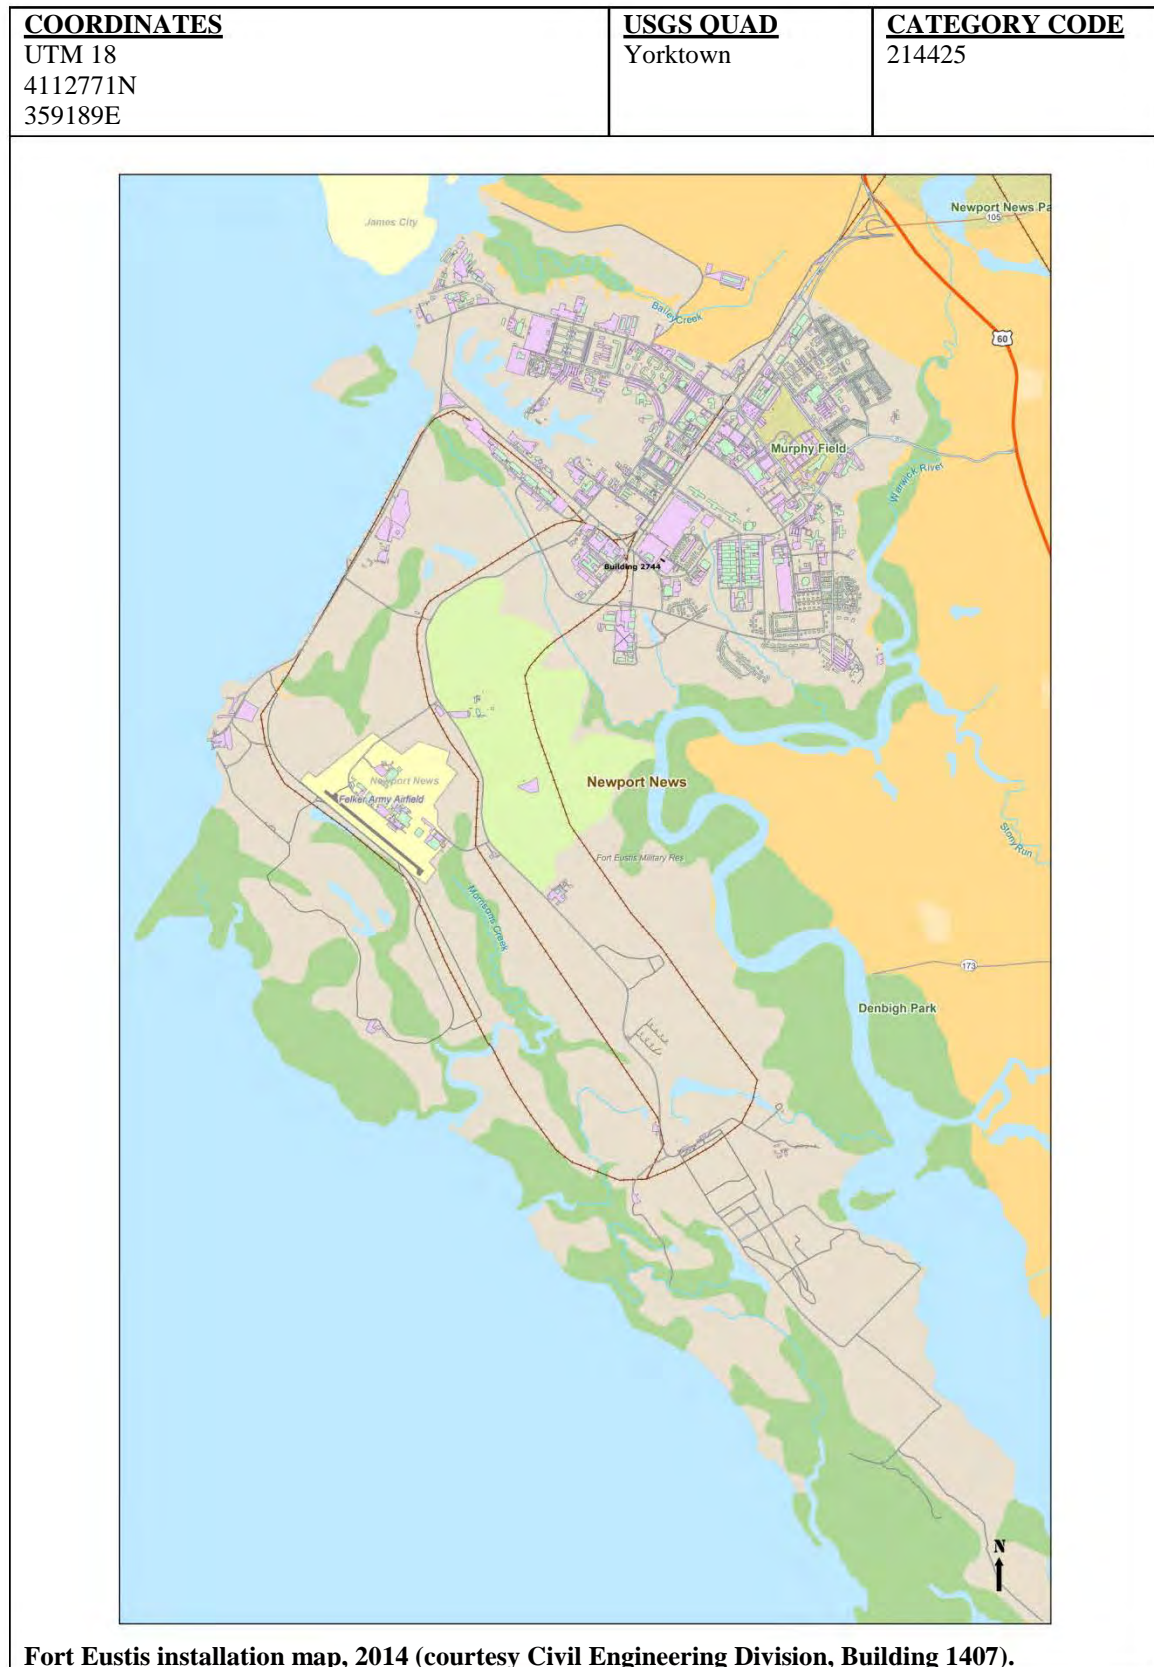 COORDINATES
UTM 18
4112771N
359189E
USGS QUAD
Yorktown
CATEGORY CODE
214425
James City
Newport News Pa
105
Bailey Creek
60
Murphy Field
Warwick River
Building 2744
Newport News
Newport News
Felker Army Airfield
Stony Run
Fort Eustis Military Res
Morrisons Creek
173
Denbigh Park
N
Fort Eustis installation map, 2014 (courtesy Civil Engineering Division, Building 1407).